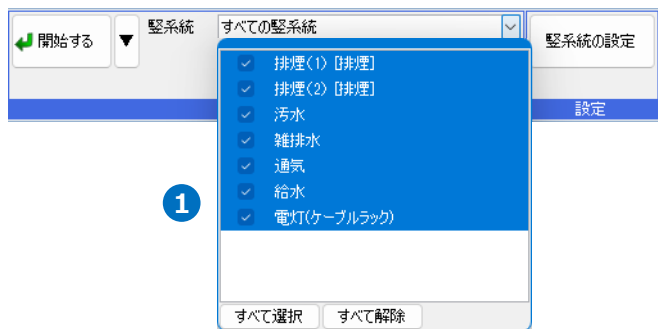 開始する
▼
竪系統
すべての竪系統
竪系統の設定
設定
排煙(1) [排煙]
排煙(2) [排煙]
汚水
雑排水
通気
給水
電灯(ケーブルラック)
1
すべて選択
すべて解除